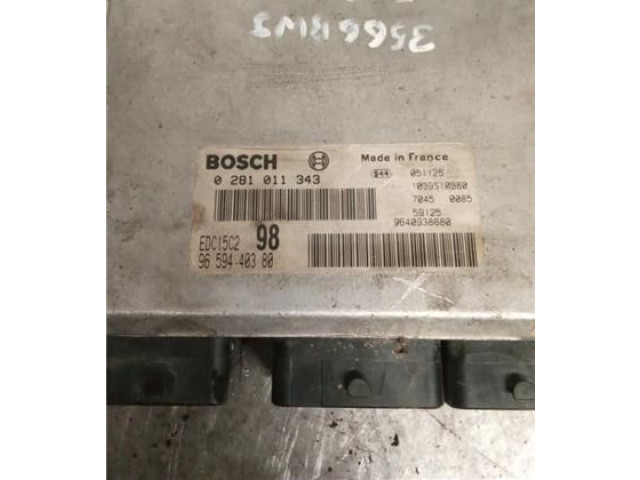 BOSCH
0 281 011 343
EDC15C2 98
96 594 403 80
Made in France
S44 051125
1039S10980
7045 0085
59125
9640938680